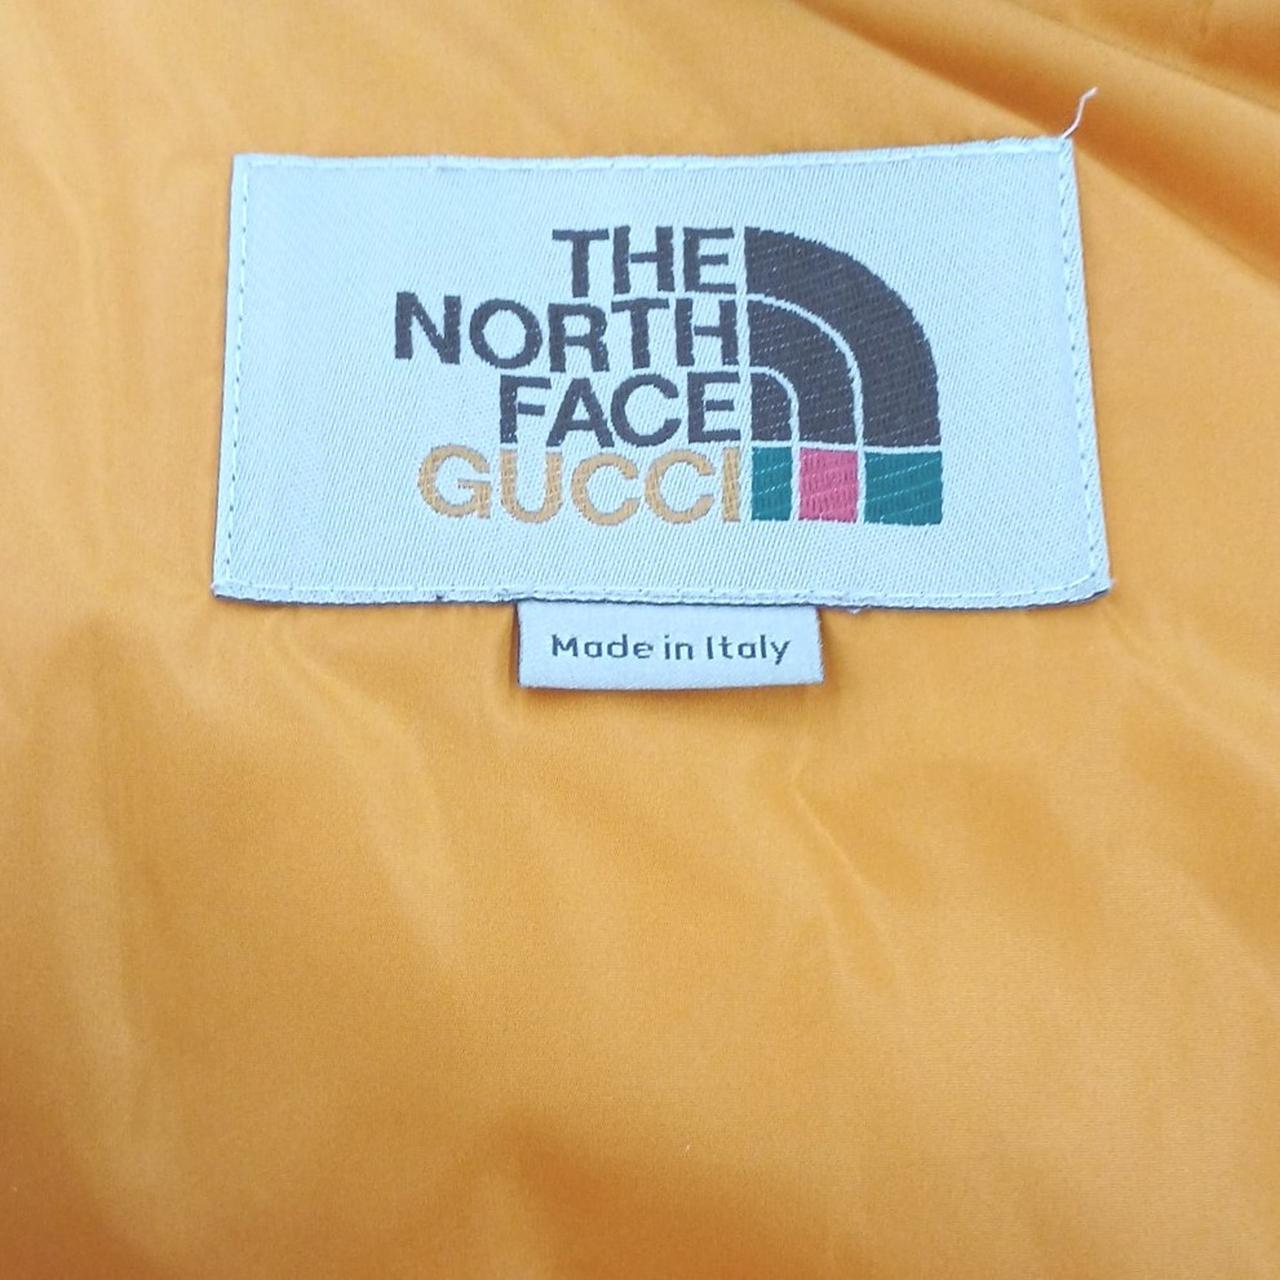 THE
NORTH
FACE
GUCCI
Made in Italy